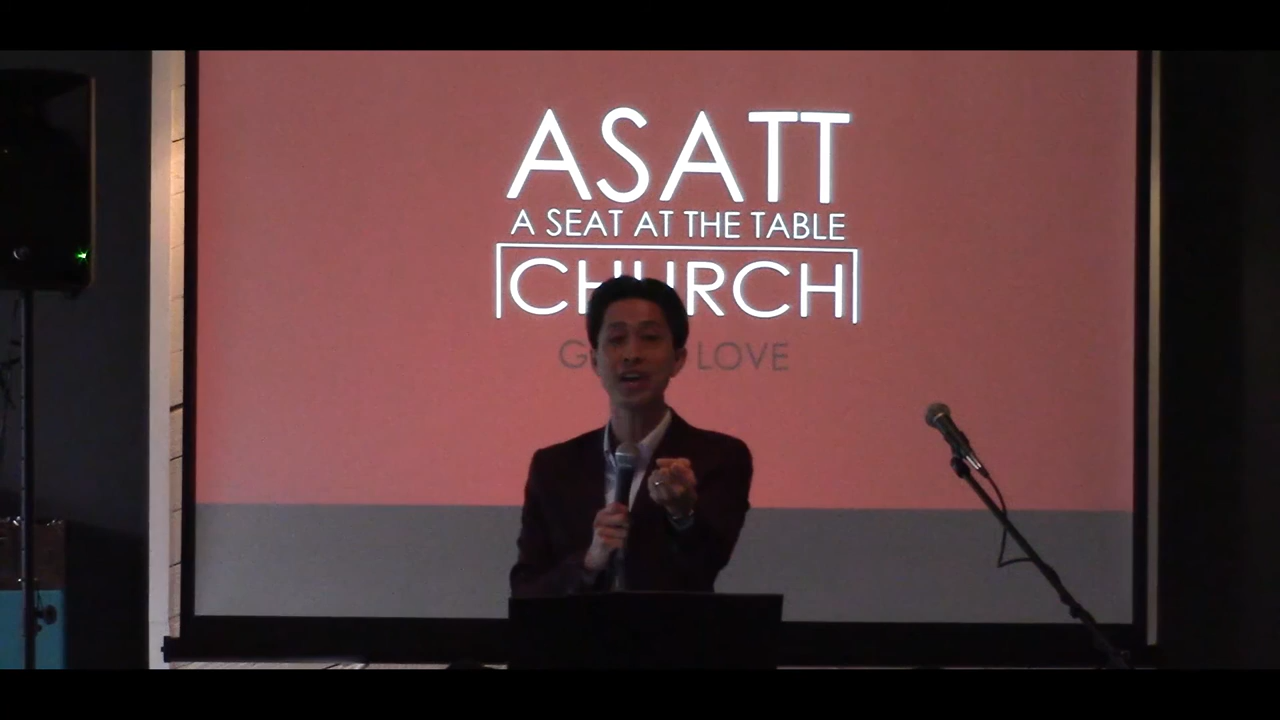 ASATT
A SEAT AT THE TABLE
CHURCH
LOVE